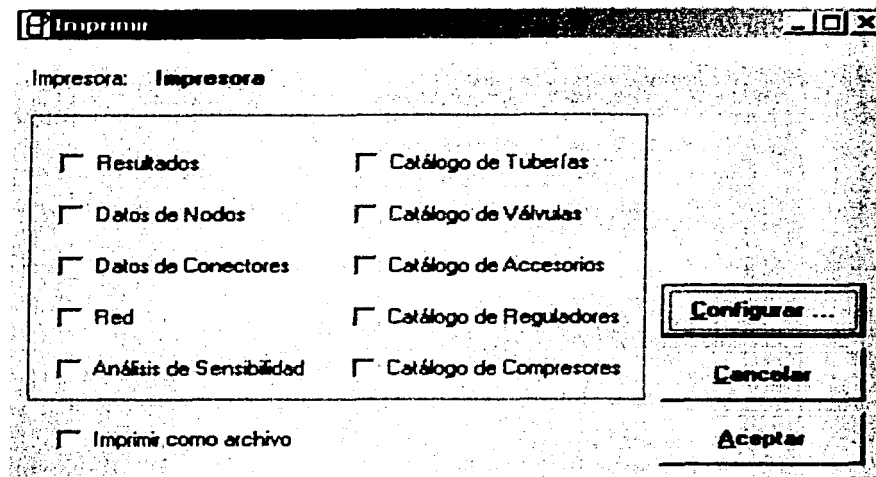 Imprimir
Impresora: Impresora
Resultados
Catálogo de Tuberías
Datos de Nodos
Catálogo de Válvulas
Datos de Conectores
Catálogo de Accesorios
Red
Catálogo de Reguladores
Análisis de Sensibilidad
Catálogo de Compresores
Configurar ...
Cancelar
Imprimir como archivo
Aceptar